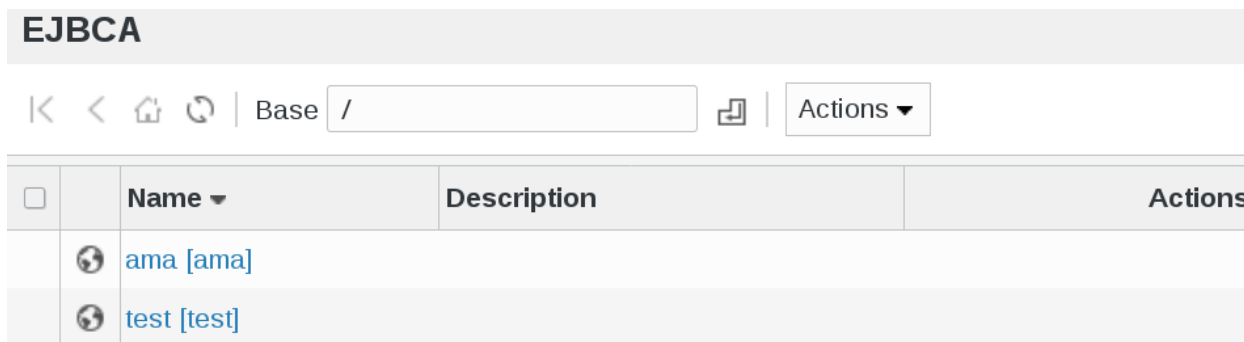 EJBCA
Base / Actions
Name Description Actions
ama [ama]
test [test]